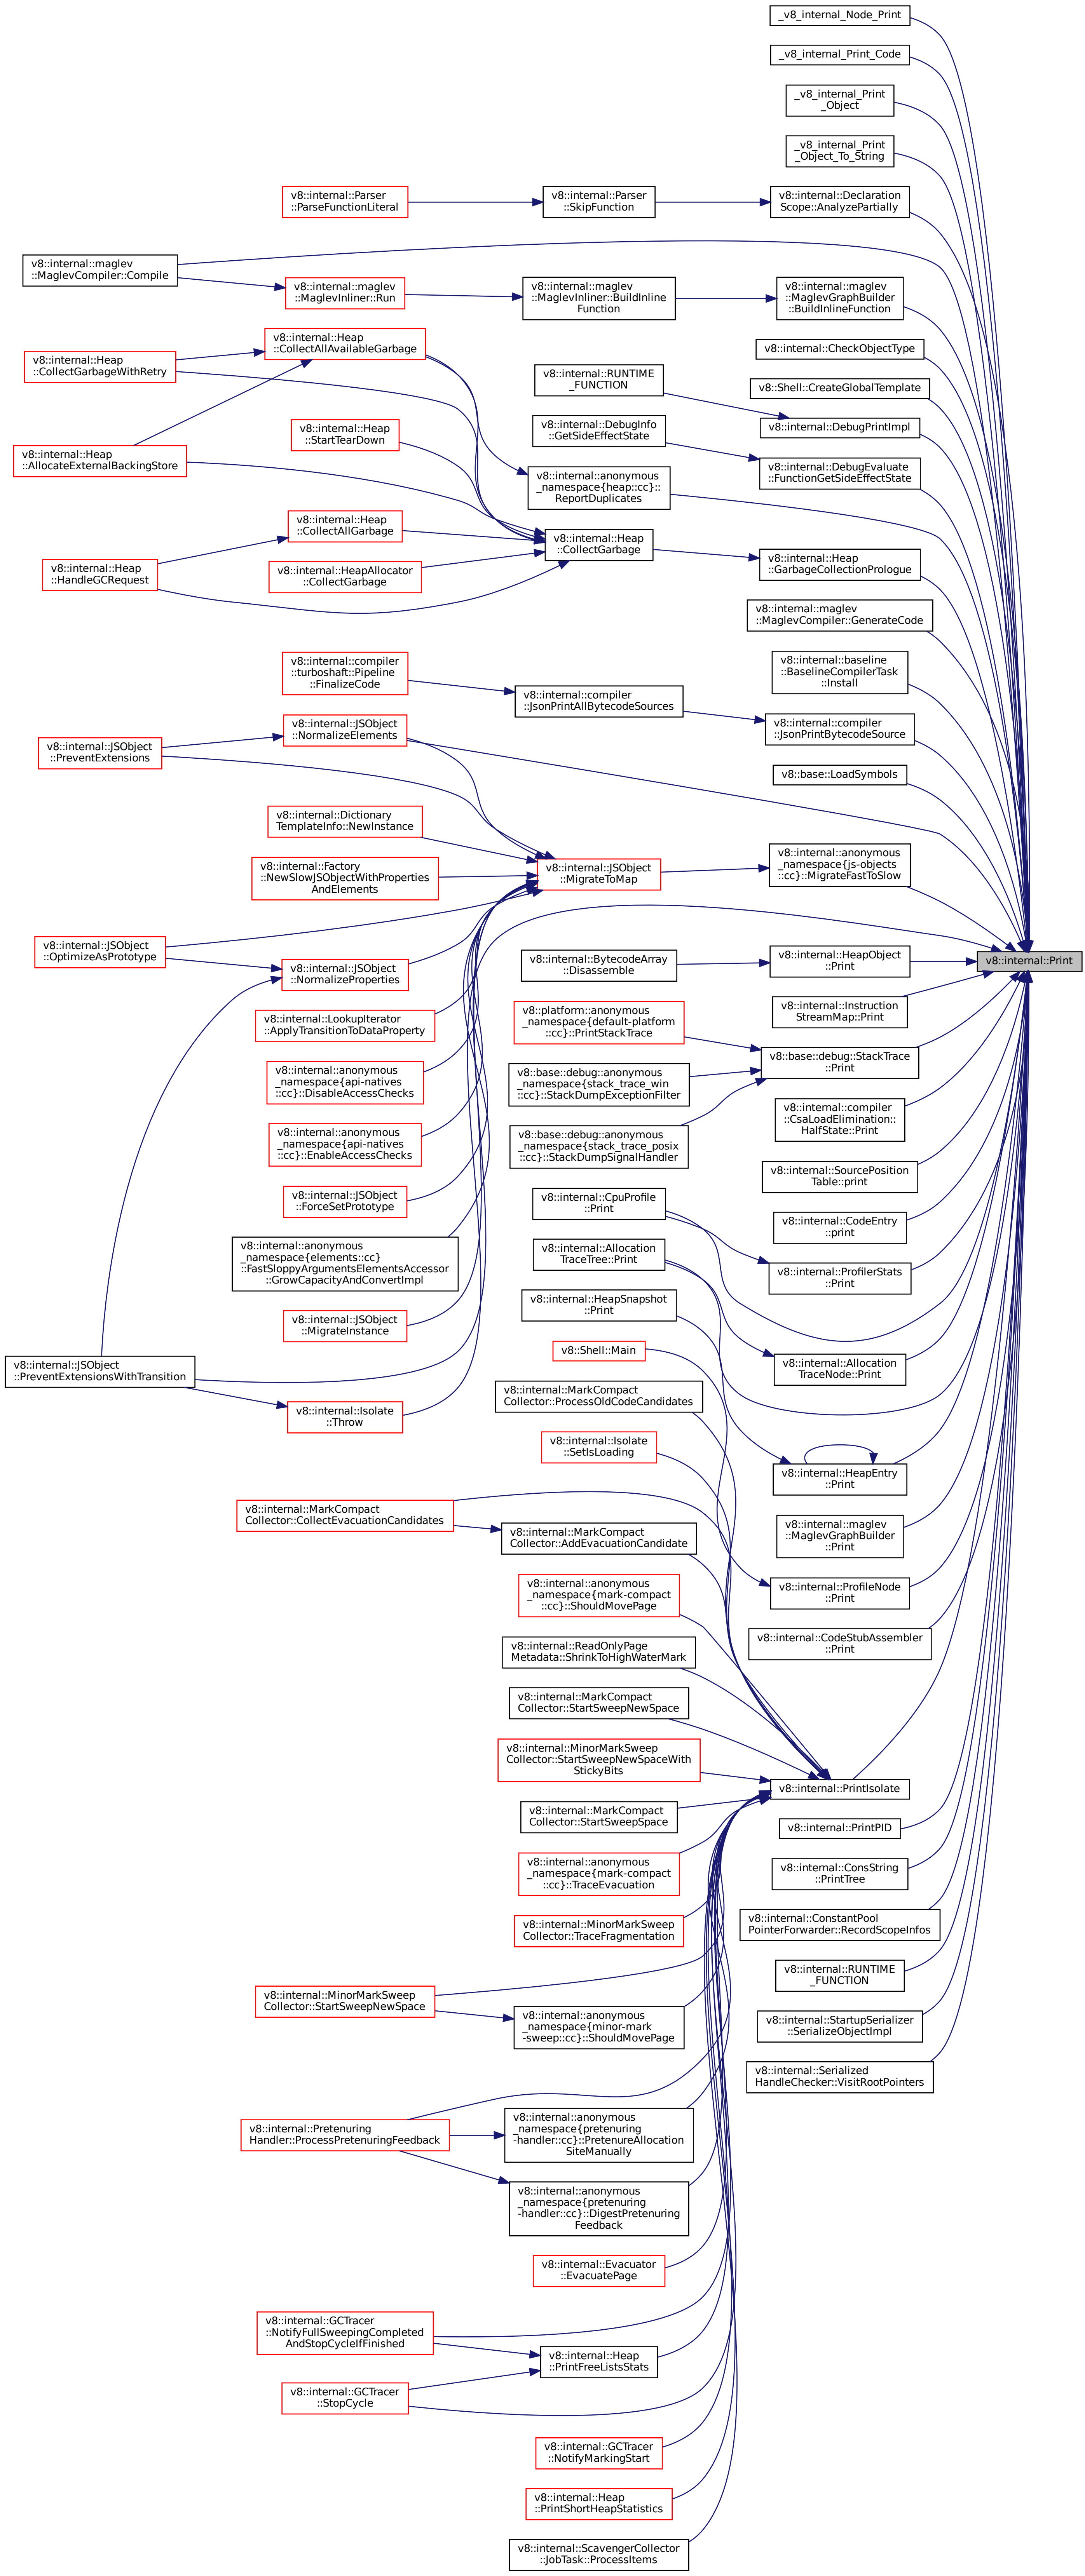 _v8_internal_Node_Print
_v8_internal_Print_Code
_v8_internal_Print
_Object
_v8_internal_Print
_Object_To_String
v8::internal::Parser
::ParseFunctionLiteral
v8::internal::Parser
::SkipFunction
v8::internal::Declaration
Scope::AnalyzePartially
v8::internal::maglev
::MaglevCompiler::Compile
v8::internal::maglev
::MaglevInliner::Run
v8::internal::maglev
::MaglevInliner::BuildInline
Function
v8::internal::maglev
::MaglevGraphBuilder
::BuildInlineFunction
v8::internal::Heap
::CollectAllAvailableGarbage
v8::internal::CheckObjectType
v8::internal::Heap
::CollectGarbageWithRetry
v8::internal::RUNTIME
_FUNCTION
v8::Shell::CreateGlobalTemplate
v8::internal::Heap
::StartTearDown
v8::internal::DebugInfo
::GetSideEffectState
v8::internal::DebugPrintImpl
v8::internal::Heap
::AllocateExternalBackingStore
v8::internal::anonymous
_namespace{heap::cc}::
ReportDuplicates
v8::internal::DebugEvaluate
::FunctionGetSideEffectState
v8::internal::Heap
::CollectAllGarbage
v8::internal::Heap
::CollectGarbage
v8::internal::Heap
::GarbageCollectionPrologue
v8::internal::Heap
::HandleGCRequest
v8::internal::HeapAllocator
::CollectGarbage
v8::internal::maglev
::MaglevCompiler::GenerateCode
v8::internal::compiler
::turboshaft::Pipeline
::FinalizeCode
v8::internal::compiler
::JsonPrintAllBytecodeSources
v8::internal::baseline
::BaselineCompilerTask
::Install
v8::internal::JSObject
::NormalizeElements
v8::internal::compiler
::JsonPrintBytecodeSource
v8::internal::JSObject
::PreventExtensions
v8::base::LoadSymbols
v8::internal::Dictionary
TemplateInfo::NewInstance
v8::internal::Factory
::NewSlowJSObjectWithProperties
AndElements
v8::internal::JSObject
::MigrateToMap
v8::internal::anonymous
_namespace{js-objects
::cc}::MigrateFastToSlow
v8::internal::JSObject
::OptimizeAsPrototype
v8::internal::JSObject
::NormalizeProperties
v8::internal::BytecodeArray
::Disassemble
v8::internal::HeapObject
::Print
v8::internal::Print
v8::internal::LookupIterator
::ApplyTransitionToDataProperty
v8::platform::anonymous
_namespace{default-platform
::cc}::PrintStackTrace
v8::internal::Instruction
StreamMap::Print
v8::internal::anonymous
_namespace{api-natives
::cc}::DisableAccessChecks
v8::base::debug::anonymous
_namespace{stack_trace_win
::cc}::StackDumpExceptionFilter
v8::base::debug::StackTrace
::Print
v8::internal::anonymous
_namespace{api-natives
::cc}::EnableAccessChecks
v8::base::debug::anonymous
_namespace{stack_trace_posix
::cc}::StackDumpSignalHandler
v8::internal::compiler
::CsaLoadElimination::
HalfState::Print
v8::internal::JSObject
::ForceSetPrototype
v8::internal::CpuProfile
::Print
v8::internal::SourcePosition
Table::print
v8::internal::anonymous
_namespace{elements::cc}
::FastSloppyArgumentsElementsAccessor
::GrowCapacityAndConvertImpl
v8::internal::Allocation
TraceTree::Print
v8::internal::CodeEntry
::print
v8::internal::JSObject
::MigrateInstance
v8::internal::HeapSnapshot
::Print
v8::internal::ProfilerStats
::Print
v8::internal::JSObject
::PreventExtensionsWithTransition
v8::Shell::Main
v8::internal::Allocation
TraceNode::Print
v8::internal::Isolate
::Throw
v8::internal::MarkCompact
Collector::ProcessOldCodeCandidates
v8::internal::Isolate
::SetIsLoading
v8::internal::HeapEntry
::Print
v8::internal::MarkCompact
Collector::CollectEvacuationCandidates
v8::internal::MarkCompact
Collector::AddEvacuationCandidate
v8::internal::maglev
::MaglevGraphBuilder
::Print
v8::internal::anonymous
_namespace{mark-compact
::cc}::ShouldMovePage
v8::internal::ProfileNode
::Print
v8::internal::ReadOnlyPage
Metadata::ShrinkToHighWaterMark
v8::internal::CodeStubAssembler
::Print
v8::internal::MarkCompact
Collector::StartSweepNewSpace
v8::internal::MinorMarkSweep
Collector::StartSweepNewSpaceWith
StickyBits
v8::internal::PrintIsolate
v8::internal::MarkCompact
Collector::StartSweepSpace
v8::internal::PrintPID
v8::internal::anonymous
_namespace{mark-compact
::cc}::TraceEvacuation
v8::internal::ConsString
::PrintTree
v8::internal::MinorMarkSweep
Collector::TraceFragmentation
v8::internal::ConstantPool
PointerForwarder::RecordScopeInfos
v8::internal::MinorMarkSweep
Collector::StartSweepNewSpace
v8::internal::anonymous
_namespace{minor-mark
-sweep::cc}::ShouldMovePage
v8::internal::RUNTIME
_FUNCTION
v8::internal::StartupSerializer
::SerializeObjectImpl
v8::internal::Serialized
HandleChecker::VisitRootPointers
v8::internal::Pretenuring
Handler::ProcessPretenuringFeedback
v8::internal::anonymous
_namespace{pretenuring
-handler::cc}::PretenureAllocation
SiteManually
v8::internal::anonymous
_namespace{pretenuring
-handler::cc}::DigestPretenuring
Feedback
v8::internal::Evacuator
::EvacuatePage
v8::internal::GCTracer
::NotifyFullSweepingCompleted
AndStopCycleIfFinished
v8::internal::Heap
::PrintFreeListsStats
v8::internal::GCTracer
::StopCycle
v8::internal::GCTracer
::NotifyMarkingStart
v8::internal::Heap
::PrintShortHeapStatistics
v8::internal::ScavengerCollector
::JobTask::ProcessItems